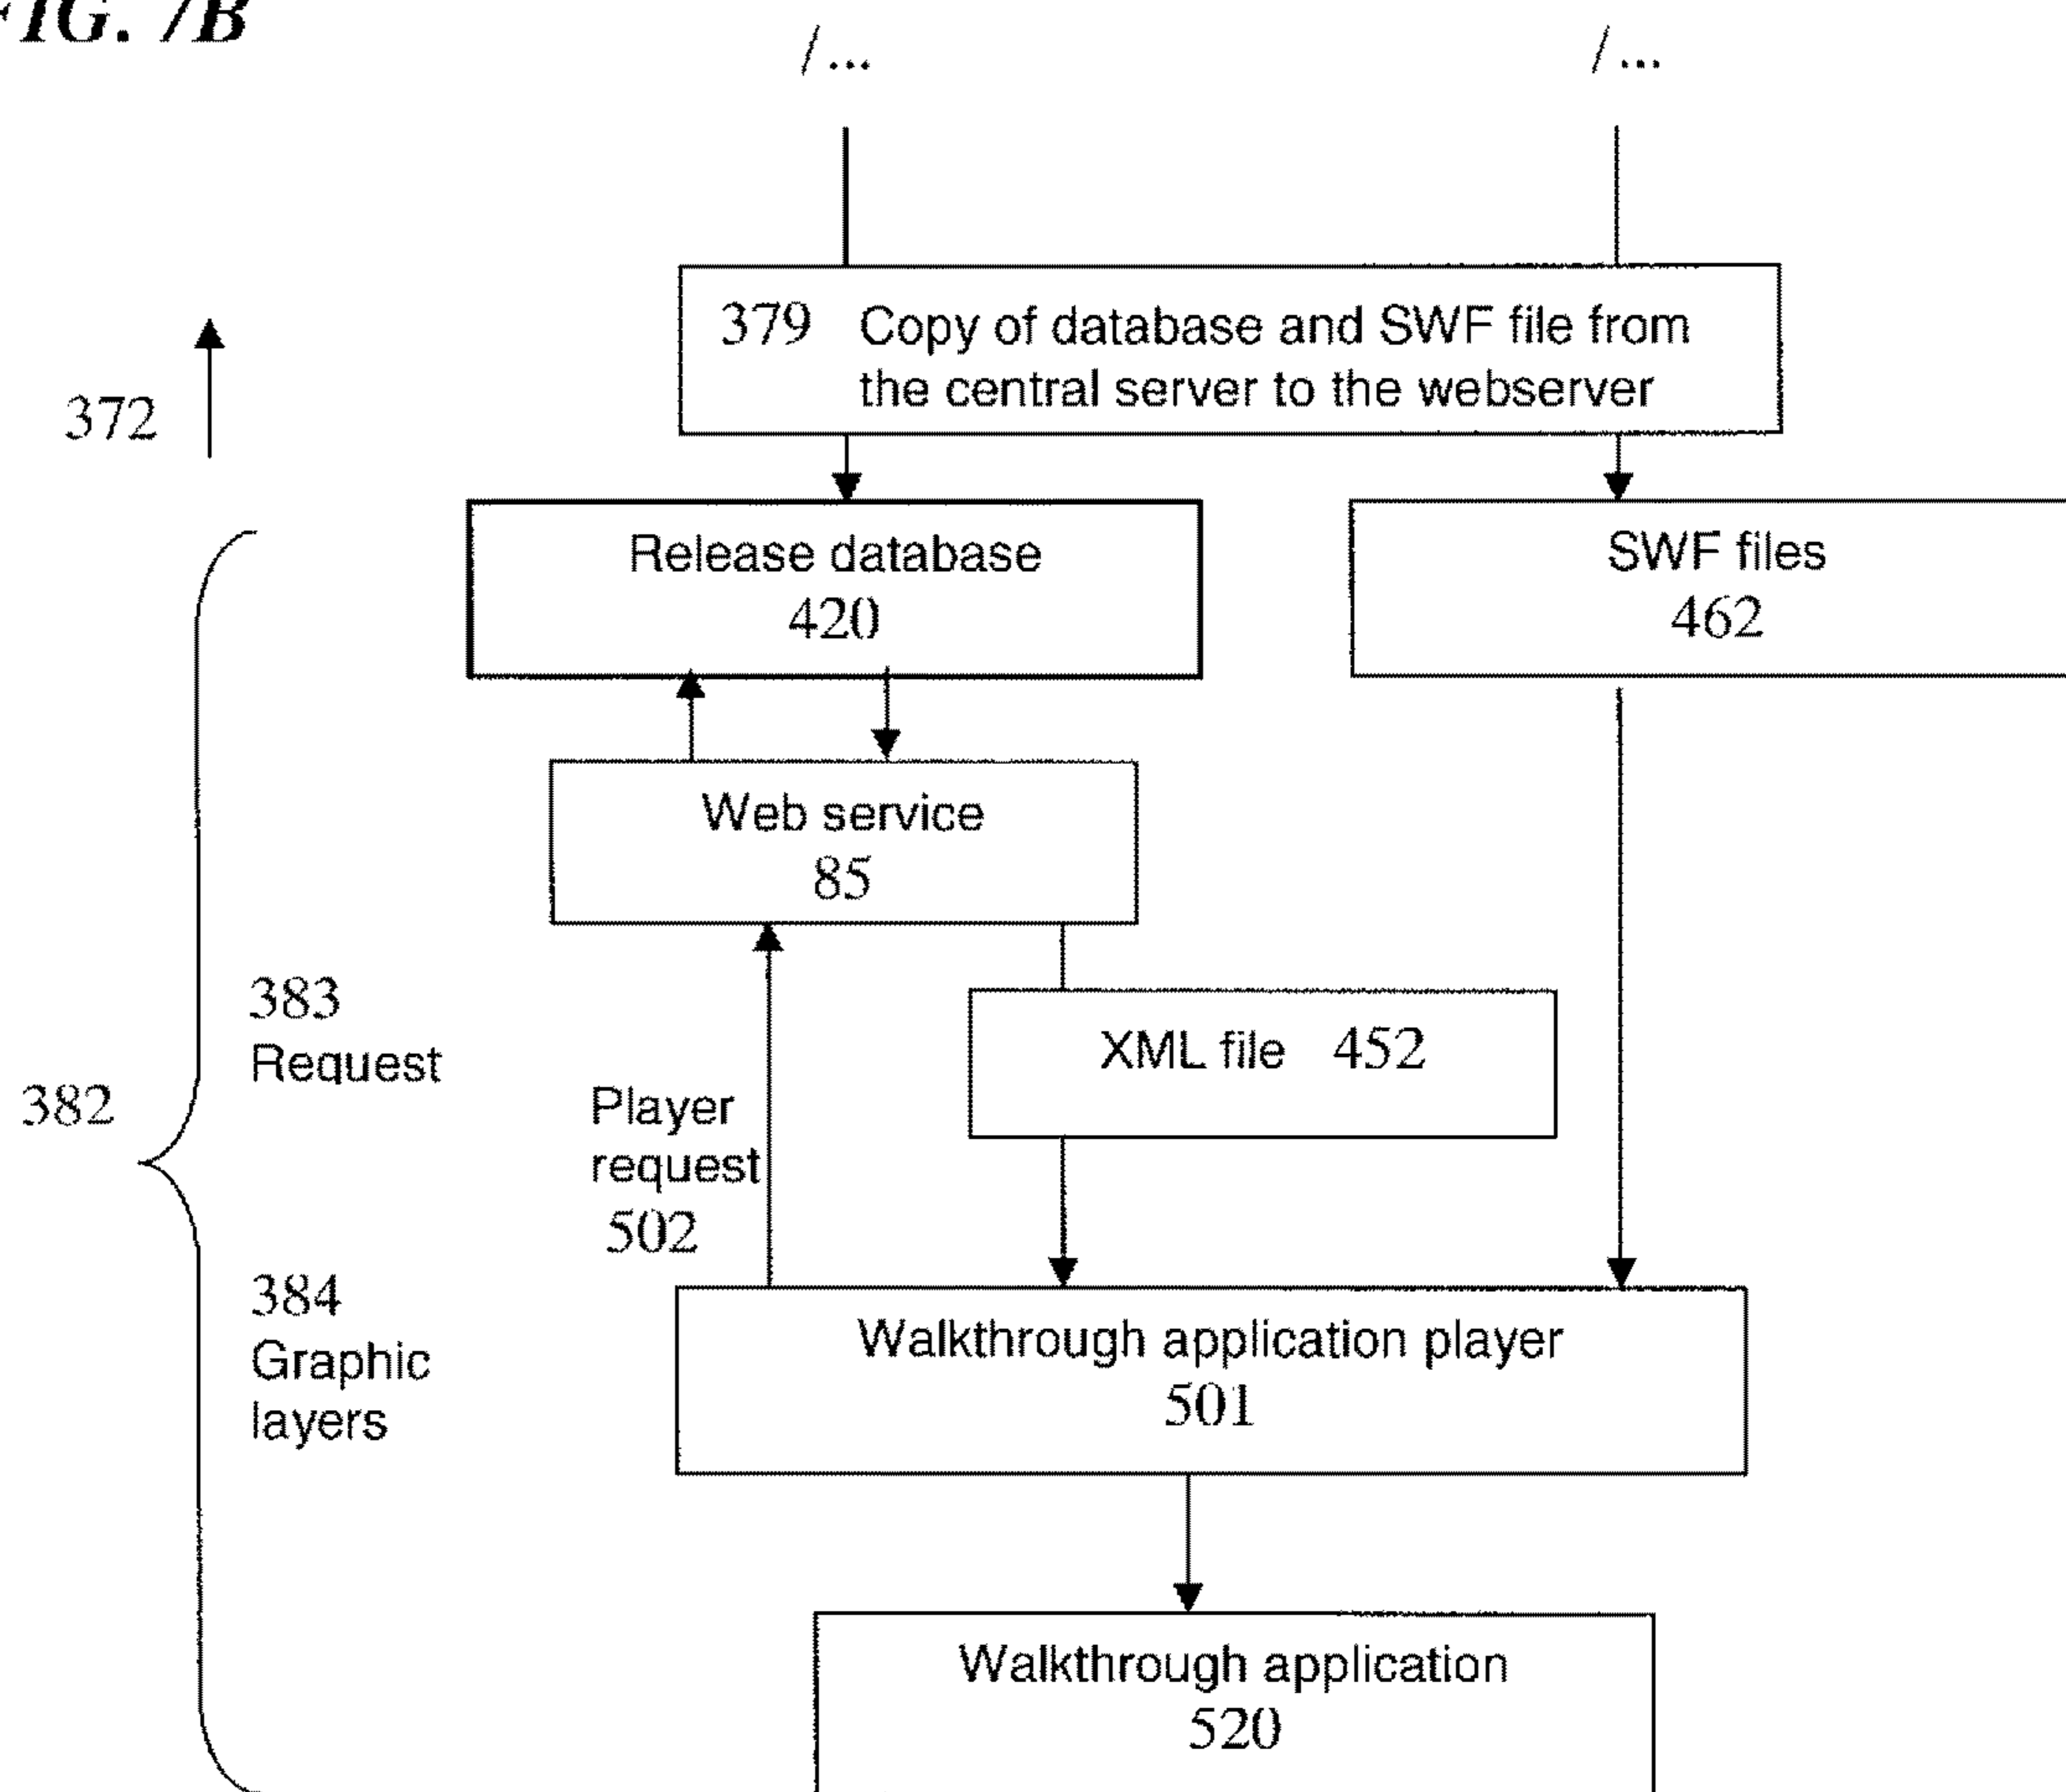 FIG. 7B
/... /...
379 Copy of database and SWF file from
the central server to the webserver
372
Release database
420
SWF files
462
Web service
85
383
Request
382
XML file 452
Player
request
502
384
Graphic
layers
Walkthrough application player
501
Walkthrough application
520